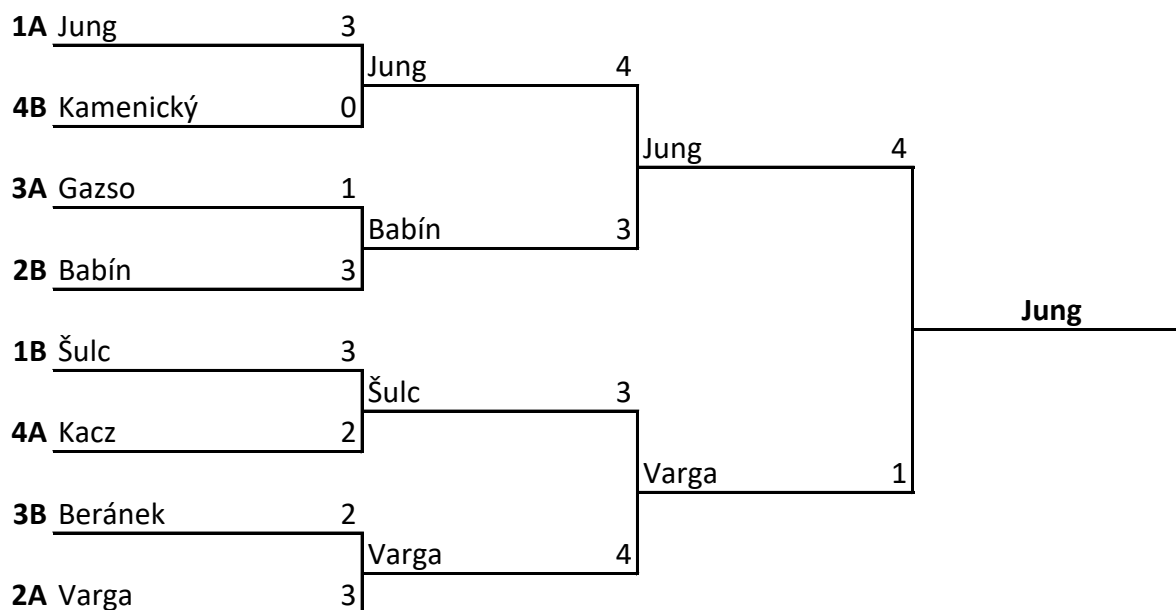 1A Jung 3
Jung 4
4B Kamenický 0
Jung 4
3A Gazso 1
Babín 3
2B Babín 3
Jung
1B Šulc 3
Šulc 3
4A Kacz 2
Varga 1
3B Beránek 2
Varga 4
2A Varga 3